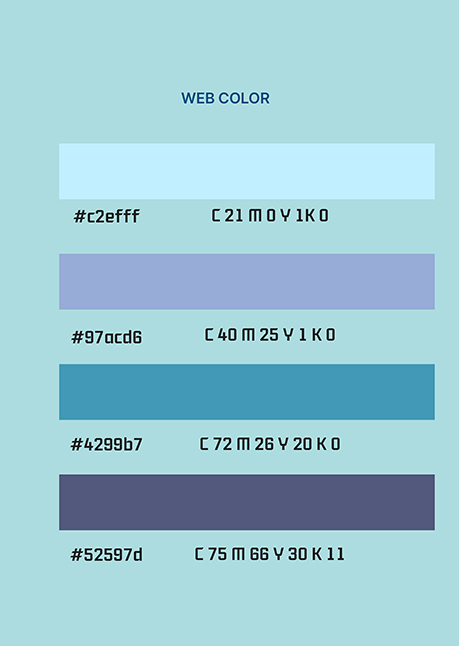 WEB COLOR
#c2efff C 21 M 0 Y 1K 0
#97acd6 C 40 M 25 Y 1 K 0
#4299b7 C 72 M 26 Y 20 K 0
#52597d C 75 M 66 Y 30 K 11